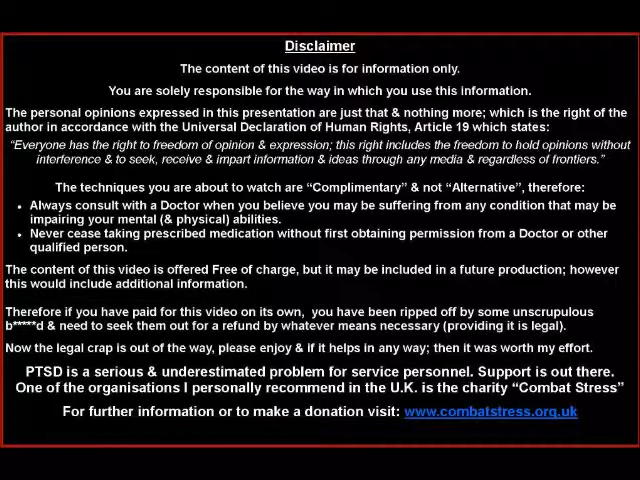 Disclaimer
The content of this video is for information only.
You are solely responsible for the way in which you use this information.
The personal opinions expressed in this presentation are just that & nothing more; which is the right of the
author in accordance with the Universal Declaration of Human Rights, Article 19 which states:
“Everyone has the right to freedom of opinion & expression; this right includes the freedom to hold opinions without
interference & to seek, receive & impart information & ideas through any media & regardless of frontiers.”
The techniques you are about to watch are “Complimentary” & not “Alternative”, therefore:
• Always consult with a Doctor when you believe you may be suffering from any condition that may be
impairing your mental (& physical) abilities.
• Never cease taking prescribed medication without first obtaining permission from a Doctor or other
qualified person.
The content of this video is offered Free of charge, but it may be included in a future production; however
this would include additional information.
Therefore if you have paid for this video on its own, you have been ripped off by some unscrupulous
b*****d & need to seek them out for a refund by whatever means necessary (providing it is legal).
Now the legal crap is out of the way, please enjoy & if it helps in any way; then it was worth my effort.
PTSD is a serious & underestimated problem for service personnel. Support is out there.
One of the organisations I personally recommend in the U.K. is the charity “Combat Stress”
For further information or to make a donation visit: www.combatstress.org.uk